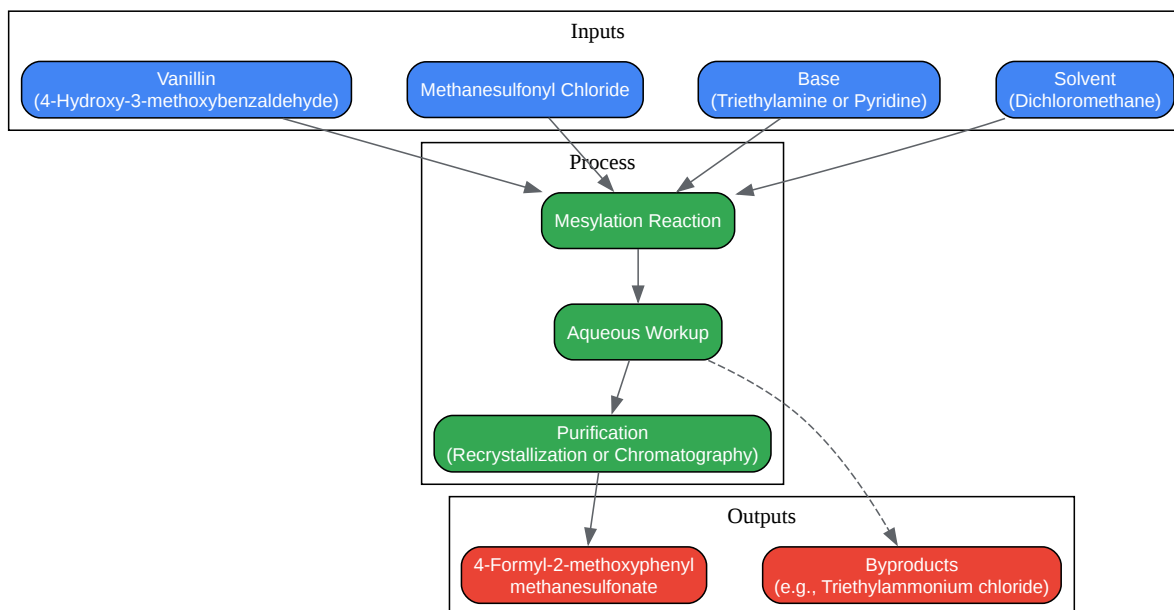 Inputs
Vanillin
(4-Hydroxy-3-methoxybenzaldehyde)
Methanesulfonyl Chloride
Base
(Triethylamine or Pyridine)
Solvent
(Dichloromethane)
Process
Mesylation Reaction
Aqueous Workup
Purification
(Recrystallization or Chromatography)
Outputs
4-Formyl-2-methoxyphenyl
methanesulfonate
Byproducts
(e.g., Triethylammonium chloride)